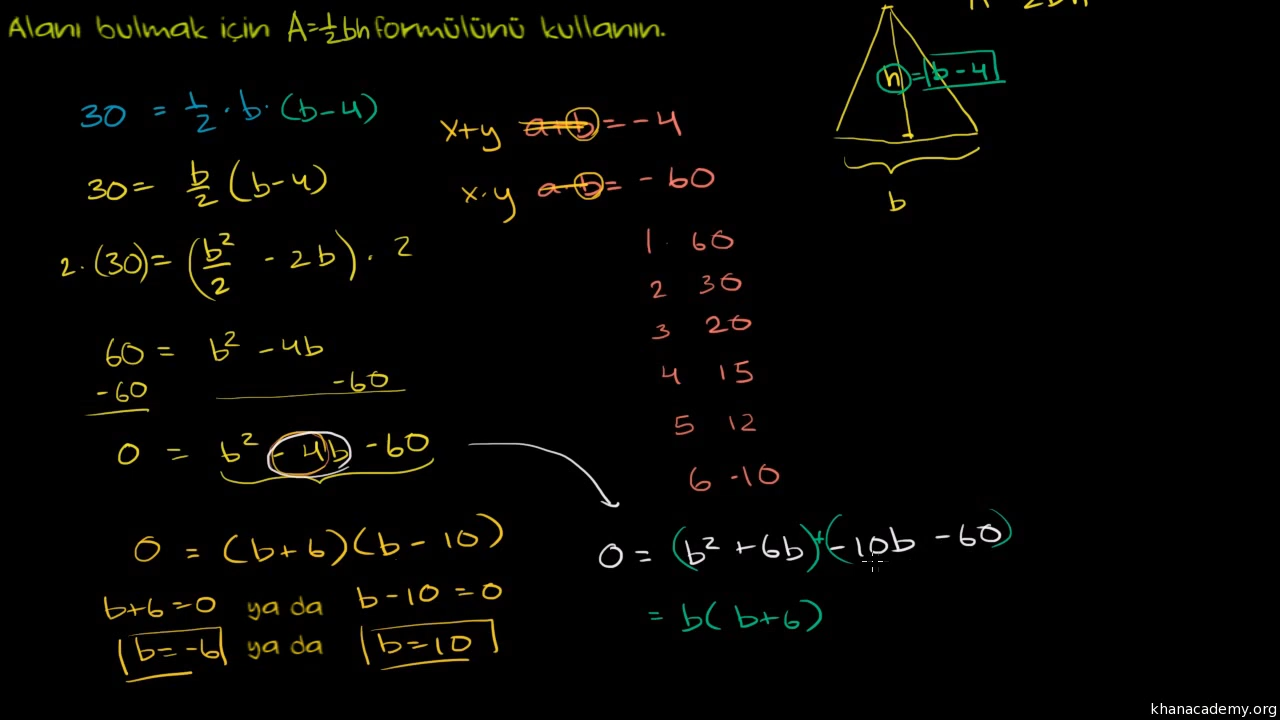 Alanı bulmak için A=½bh formülünü kullanın.
h = b-4
b
30 = 1/2 · b · (b-4)
30 = b/2 (b-4)
2·(30) = (b²/2 - 2b)· 2
60 = b² - 4b
-60 -60
0 = b² - 4b - 60
0 = (b+6)(b-10)
b+6=0 ya da b-10=0
b=-6 ya da b=10
x+y a+b = -4
x·y a·b = -60
1 · 60
2 30
3 20
4 15
5 12
6 -10
0 = (b² + 6b)+(-10b - 60)
= b(b+6)
khanacademy.org